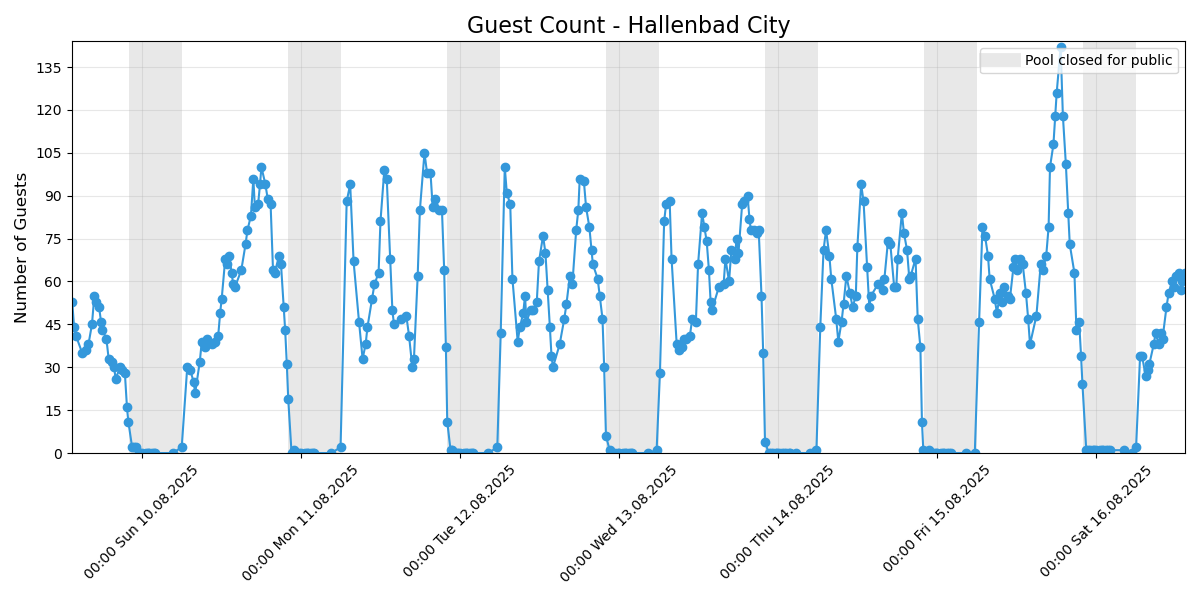 Guest Count - Hallenbad City
Pool closed for public
Number of Guests
135
120
105
90
75
60
45
30
15
0
00:00 Sun 10.08.2025
00:00 Mon 11.08.2025
00:00 Tue 12.08.2025
00:00 Wed 13.08.2025
00:00 Thu 14.08.2025
00:00 Fri 15.08.2025
00:00 Sat 16.08.2025